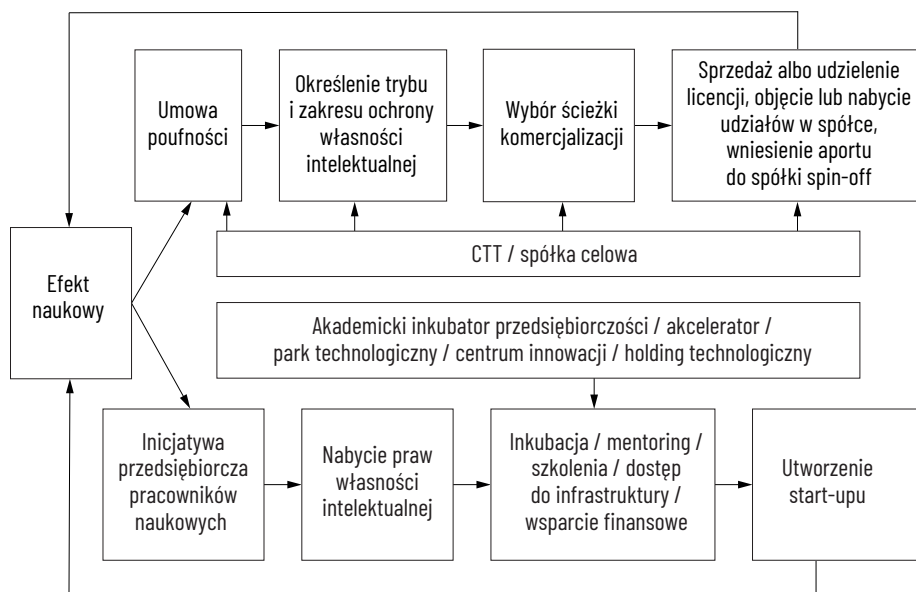 Umowa
poufności
Określenie trybu
i zakresu ochrony
własności
intelektualnej
Wybór ścieżki
komercjalizacji
Sprzedaż albo udzielenie
licencji, objęcie lub nabycie
udziałów w spółce,
wniesienie aportu
do spółki spin-off
CTT / spółka celowa
Efekt
naukowy
Akademicki inkubator przedsiębiorczości / akcelerator /
park technologiczny / centrum innowacji / holding technologiczny
Inicjatywa
przedsiębiorcza
pracowników
naukowych
Nabycie praw
własności
intelektualnej
Inkubacja / mentoring /
szkolenia / dostęp
do infrastruktury /
wsparcie finansowe
Utworzenie
start-upu